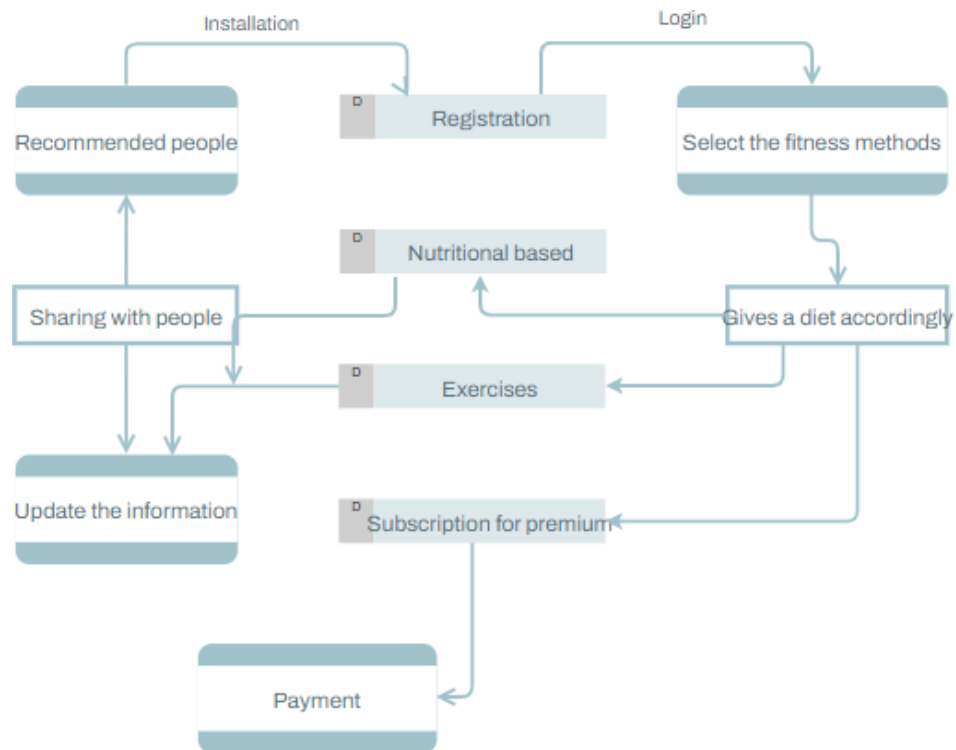 Installation
Login
D
Registration
Recommended people
Select the fitness methods
D
Nutritional based
Sharing with people
Gives a diet accordingly
D
Exercises
Update the information
D
Subscription for premium
Payment